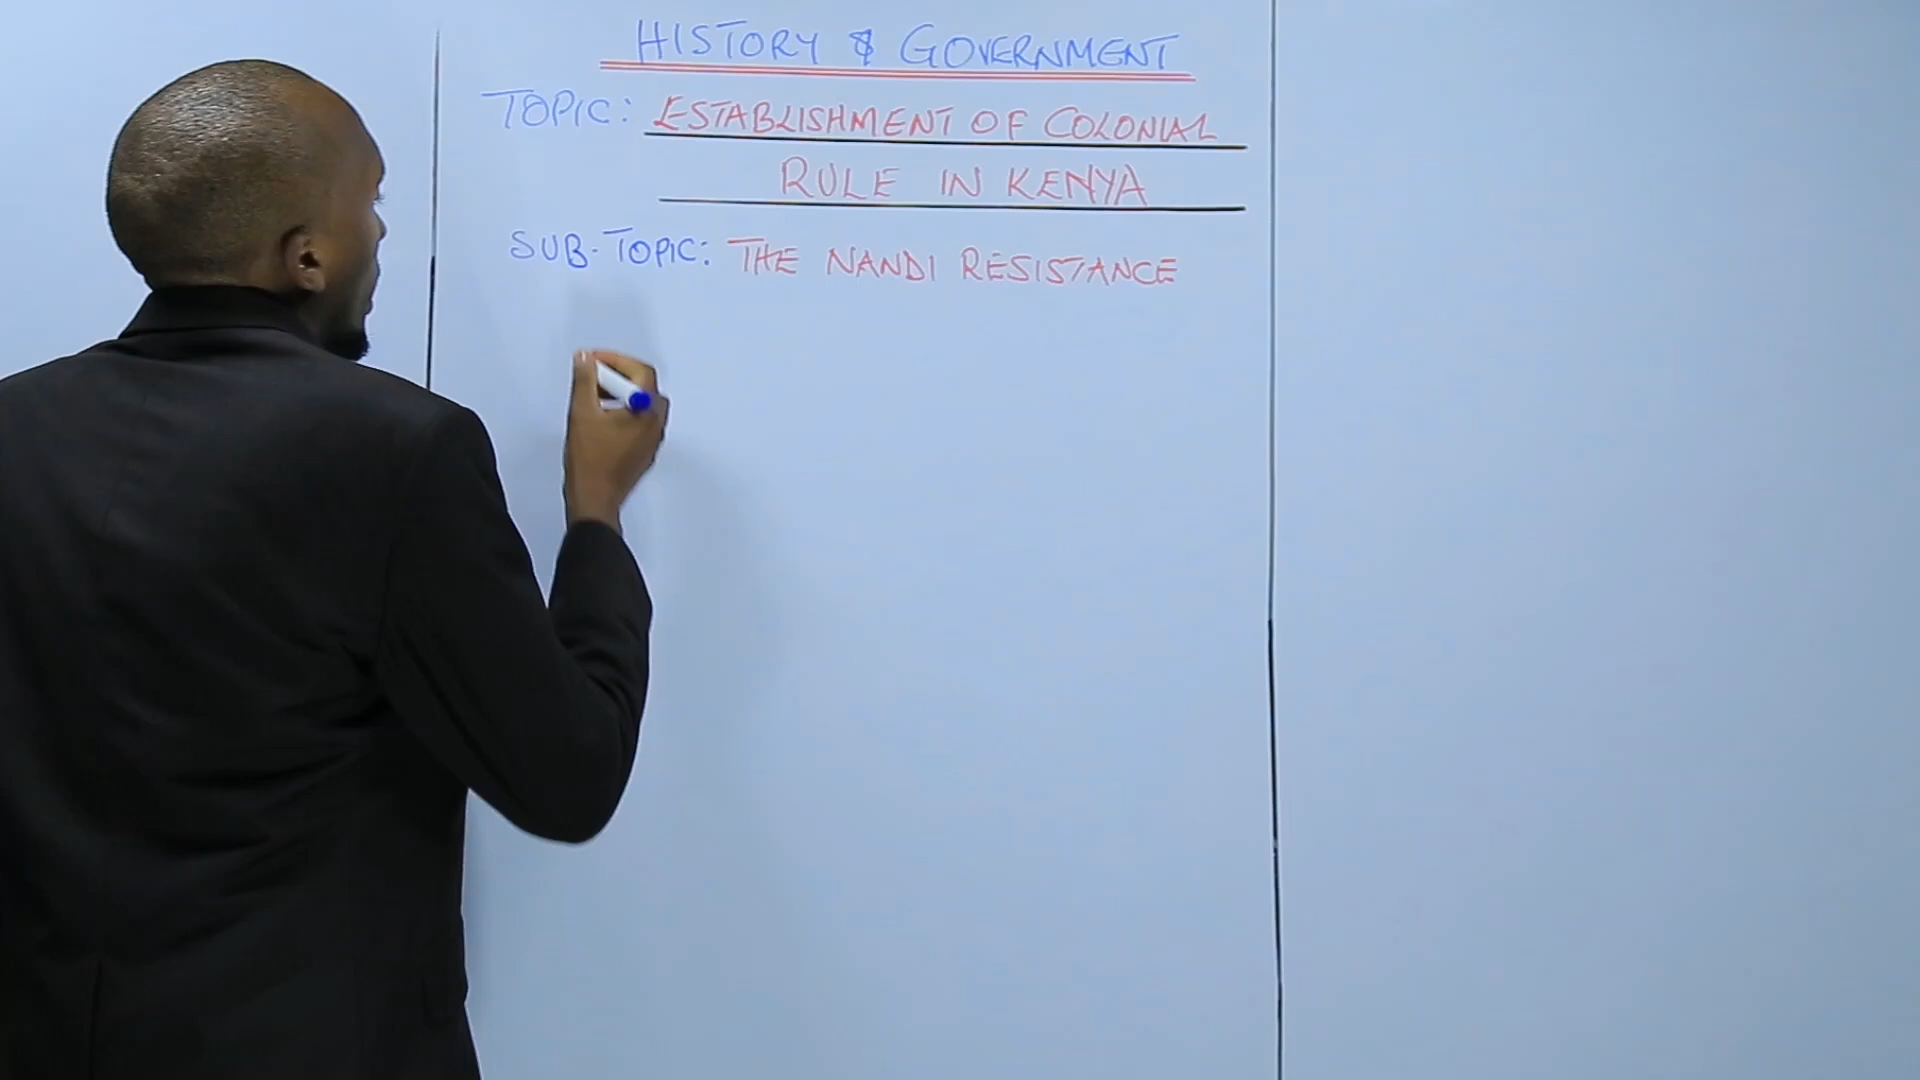 HISTORY & GOVERNMENT
TOPIC: ESTABLISHMENT OF COLONIAL
RULE IN KENYA
SUB-TOPIC: THE NANDI RESISTANCE